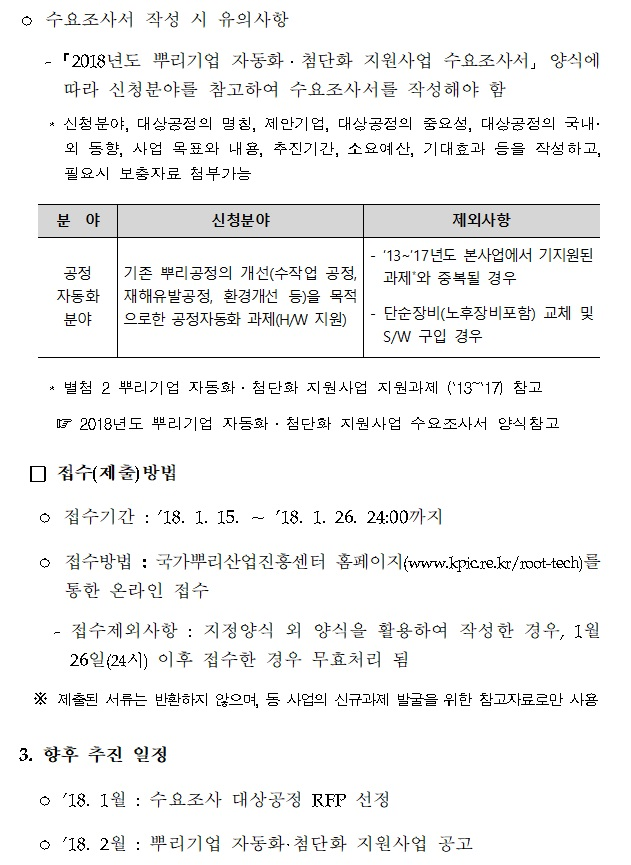 ○ 수요조사서 작성 시 유의사항
- 「2018년도 뿌리기업 자동화·첨단화 지원사업 수요조사서」 양식에
따라 신청분야를 참고하여 수요조사서를 작성해야 함
* 신청분야, 대상공정의 명칭, 제안기업, 대상공정의 중요성, 대상공정의 국내·
외 동향, 사업 목표와 내용, 추진기간, 소요예산, 기대효과 등을 작성하고,
필요시 보충자료 첨부가능
분 야 신청분야 제외사항
공정
자동화
분야
기존 뿌리공정의 개선(수작업 공정,
재해유발공정, 환경개선 등)을 목적
으로한 공정자동화 과제(H/W 지원)
- ‘13~’17년도 본사업에서 기지원된
과제*와 중복될 경우
- 단순장비(노후장비포함) 교체 및
S/W 구입 경우
* 별첨 2 뿌리기업 자동화·첨단화 지원사업 지원과제 (‘13~‘17) 참고
☞ 2018년도 뿌리기업 자동화·첨단화 지원사업 수요조사서 양식참고
□ 접수(제출)방법
○ 접수기간 : ’18. 1. 15. ~ ’18. 1. 26. 24:00까지
○ 접수방법 : 국가뿌리산업진흥센터 홈페이지(www.kpic.re.kr/root-tech)를
통한 온라인 접수
- 접수제외사항 : 지정양식 외 양식을 활용하여 작성한 경우, 1월
26일(24시) 이후 접수한 경우 무효처리 됨
※ 제출된 서류는 반환하지 않으며, 동 사업의 신규과제 발굴을 위한 참고자료로만 사용
3. 향후 추진 일정
○ ’18. 1월 : 수요조사 대상공정 RFP 선정
○ ’18. 2월 : 뿌리기업 자동화·첨단화 지원사업 공고